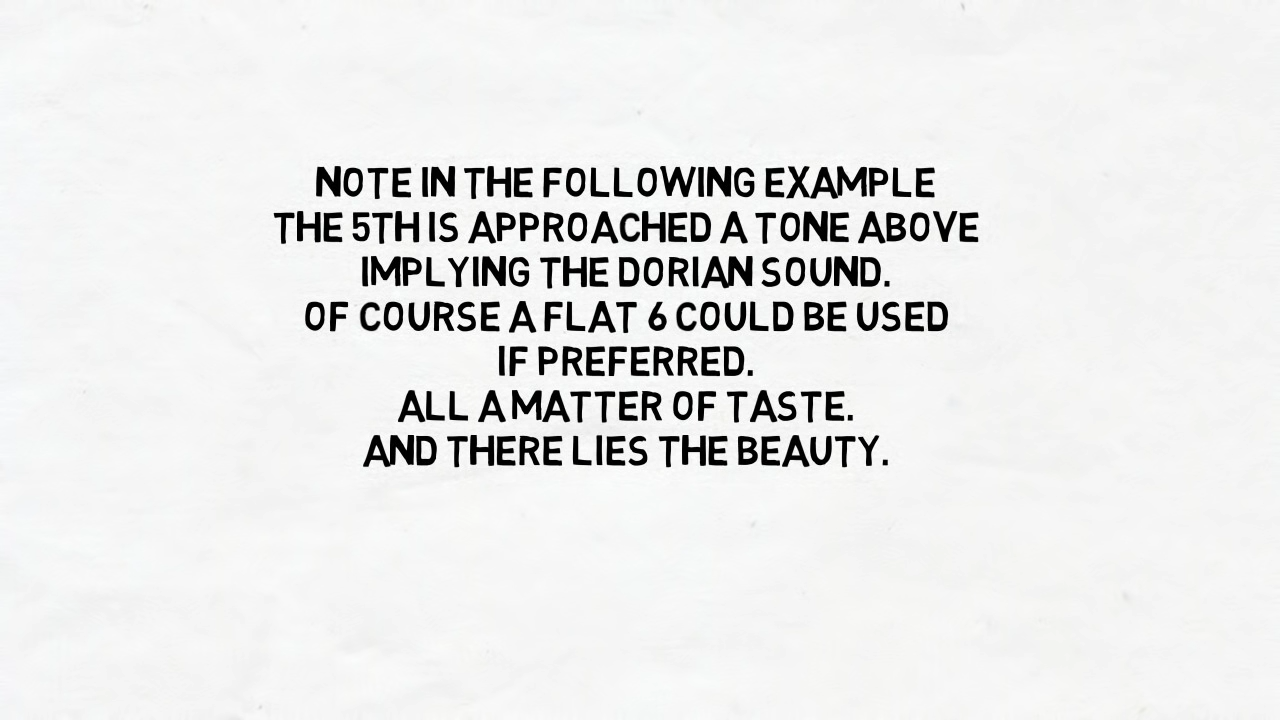 NOTE IN THE FOLLOWING EXAMPLE
THE 5TH IS APPROACHED A TONE ABOVE
IMPLYING THE DORIAN SOUND.
OF COURSE A FLAT 6 COULD BE USED
IF PREFERRED.
ALL A MATTER OF TASTE.
AND THERE LIES THE BEAUTY.